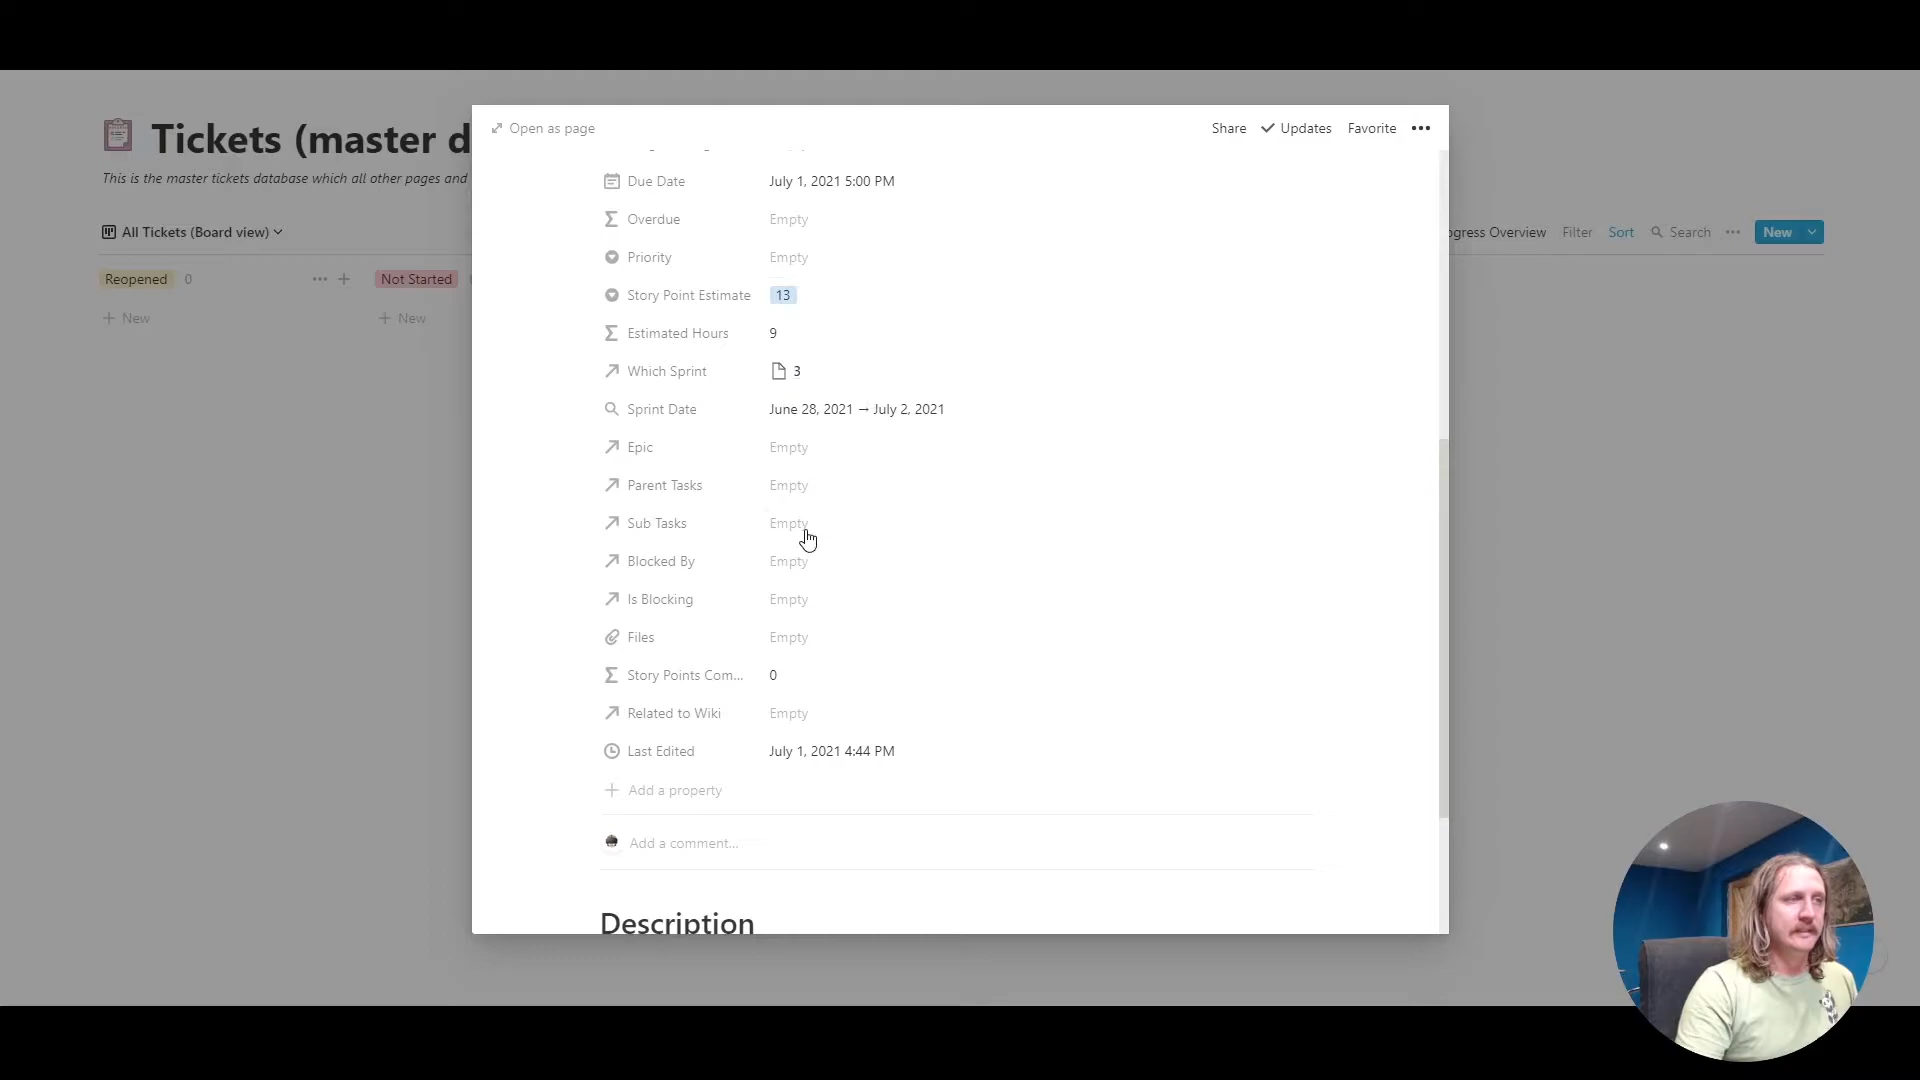 Tickets (master d
This is the master tickets database which all other pages and
All Tickets (Board view)
Reopened 0
Not Started
New
New
Open as page
Share
Updates
Favorite
Due Date July 1, 2021 5:00 PM
Overdue Empty
Priority Empty
Story Point Estimate 13
Estimated Hours 9
Which Sprint 3
Sprint Date June 28, 2021 → July 2, 2021
Epic Empty
Parent Tasks Empty
Sub Tasks Empty
Blocked By Empty
Is Blocking Empty
Files Empty
Story Points Com...
0
Related to Wiki Empty
Last Edited July 1, 2021 4:44 PM
Add a property
Add a comment...
Description
ogress Overview
Filter
Sort
Search
New